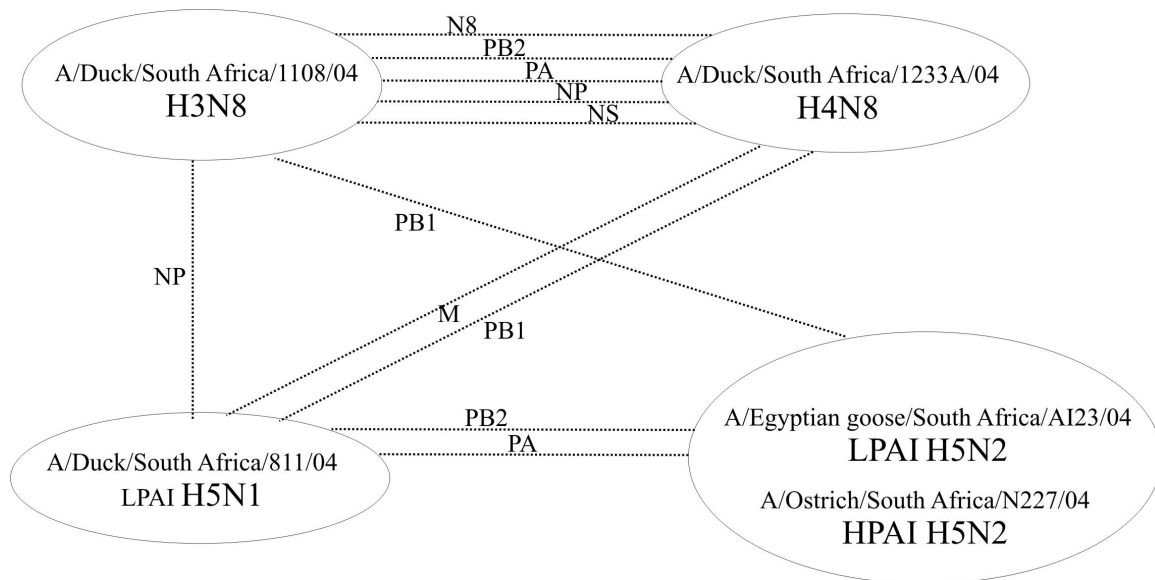 N8
PB2
PA
NP
NS
A/Duck/South Africa/1108/04
H3N8
A/Duck/South Africa/1233A/04
H4N8
PB1
NP
M
PB1
PB2
PA
A/Duck/South Africa/811/04
LPAI H5N1
A/Egyptian goose/South Africa/AI23/04
LPAI H5N2
A/Ostrich/South Africa/N227/04
HPAI H5N2